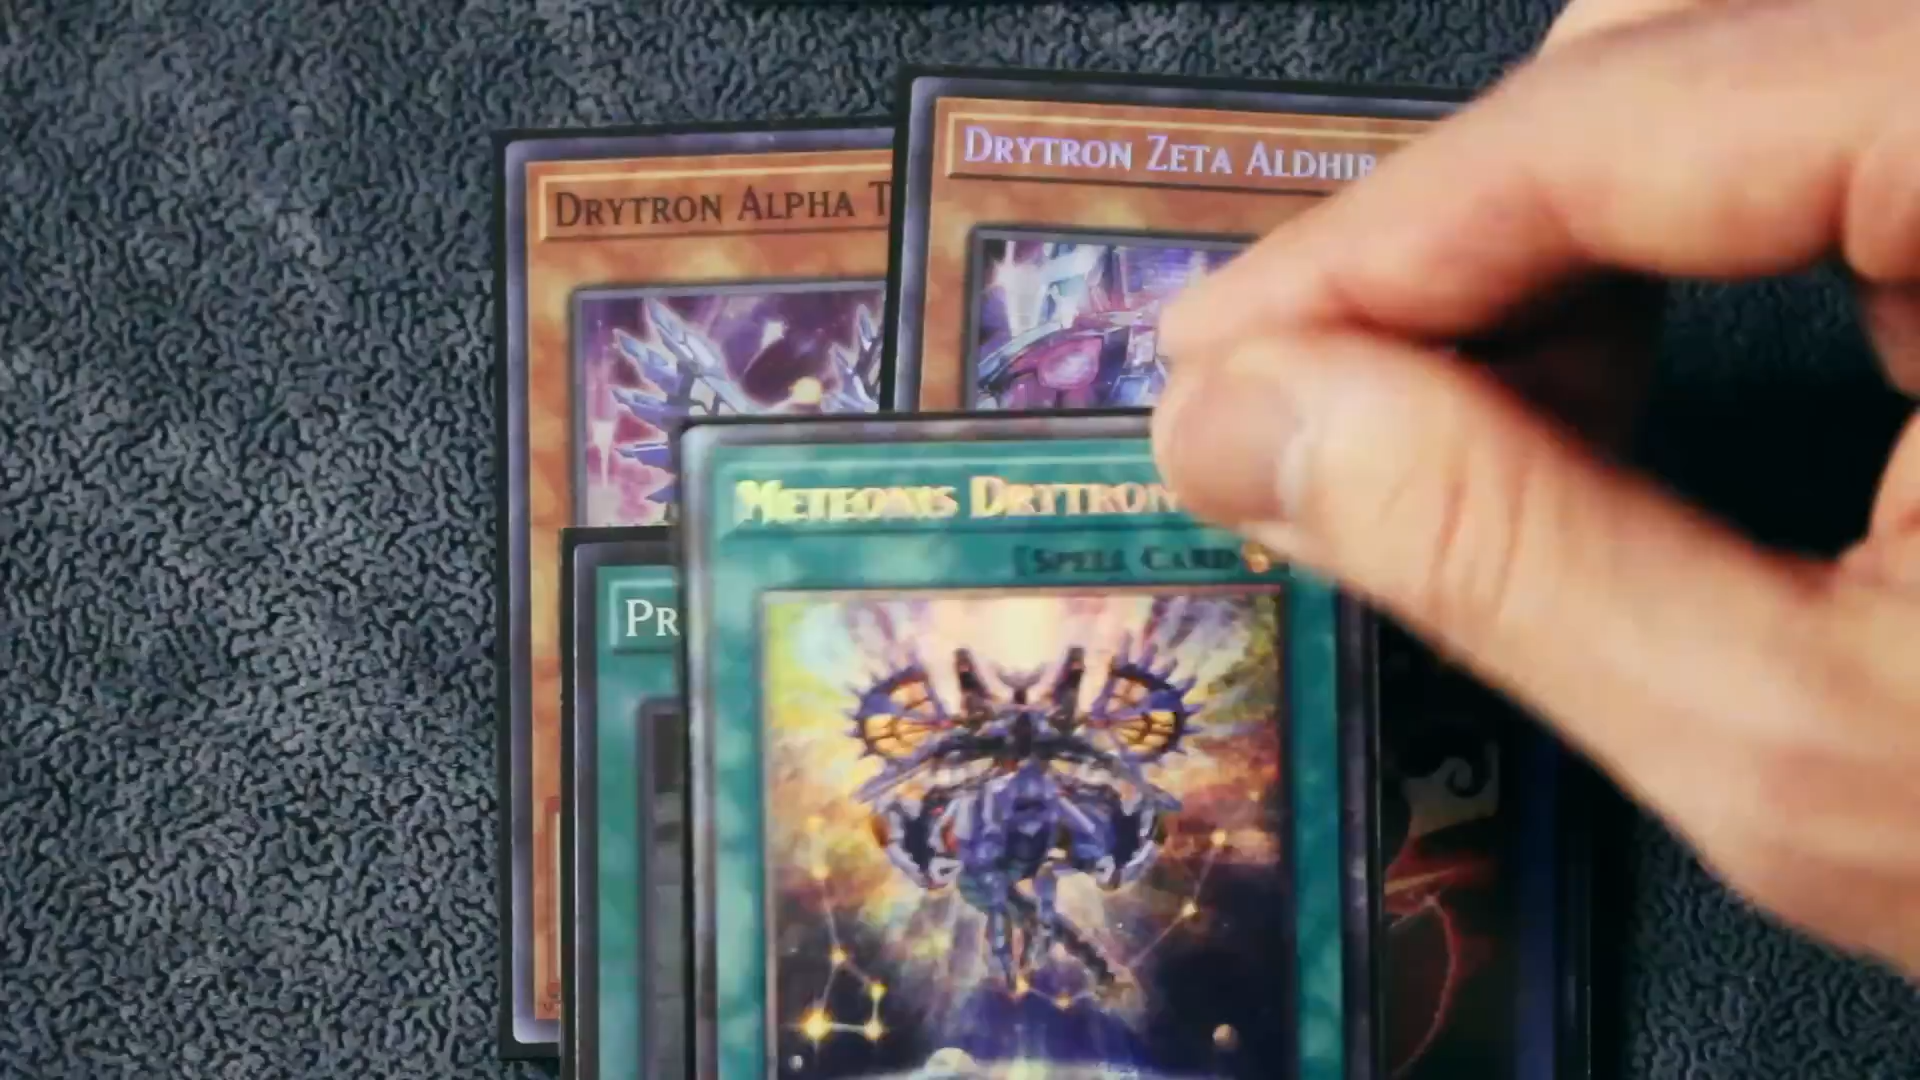 DRYTRON ZETA ALDHIB
DRYTRON ALPHA T
METEONIS DRYTRON
[SPELL CARD
PR